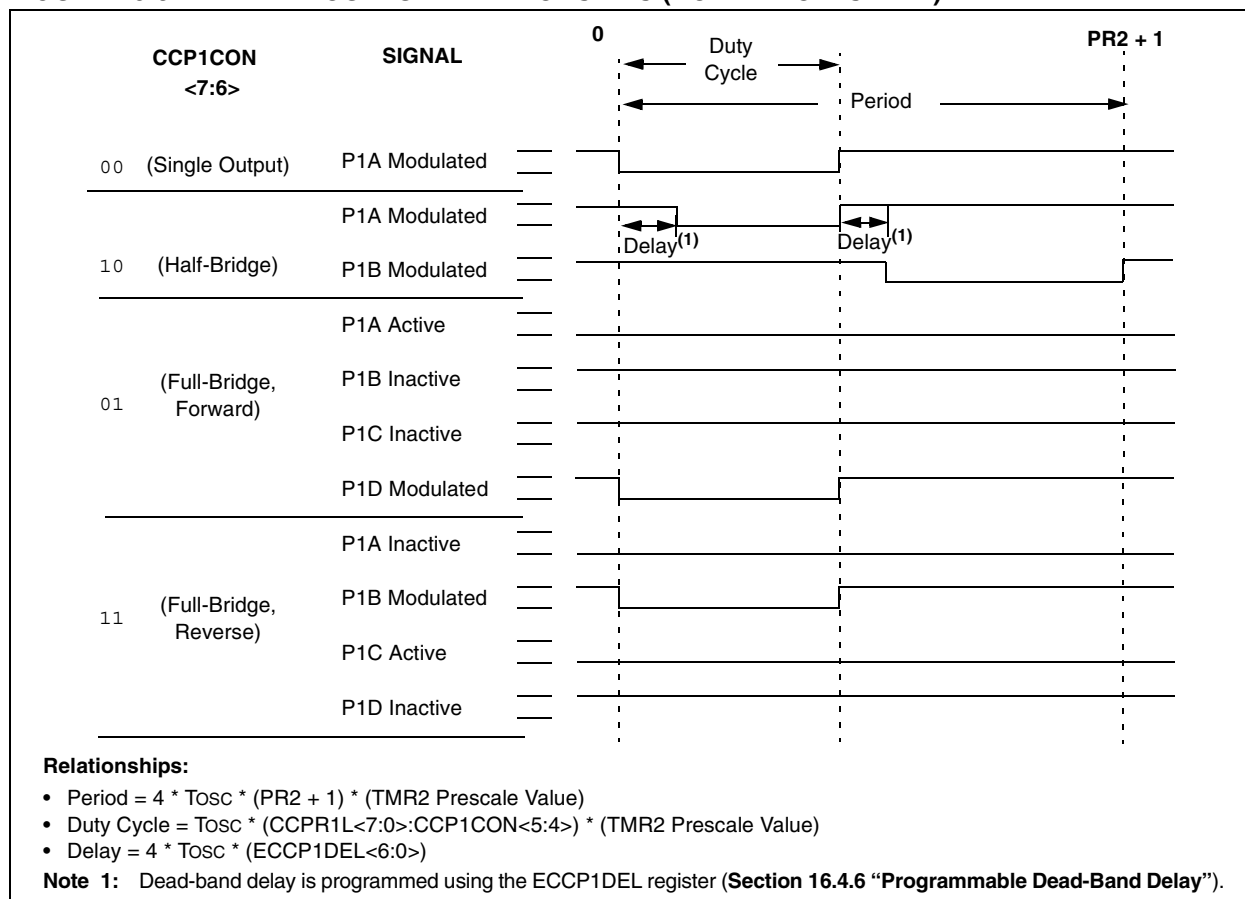 0
PR2 + 1
CCP1CON
<7:6>
SIGNAL
Duty
Cycle
Period
00 (Single Output) P1A Modulated
P1A Modulated
Delay(1) Delay(1)
10 (Half-Bridge) P1B Modulated
P1A Active
01 (Full-Bridge,
Forward)
P1B Inactive
P1C Inactive
P1D Modulated
P1A Inactive
11 (Full-Bridge,
Reverse)
P1B Modulated
P1C Active
P1D Inactive
Relationships:
• Period = 4 * TOSC * (PR2 + 1) * (TMR2 Prescale Value)
• Duty Cycle = TOSC * (CCPR1L<7:0>:CCP1CON<5:4>) * (TMR2 Prescale Value)
• Delay = 4 * TOSC * (ECCP1DEL<6:0>)
Note 1: Dead-band delay is programmed using the ECCP1DEL register (Section 16.4.6 “Programmable Dead-Band Delay”).